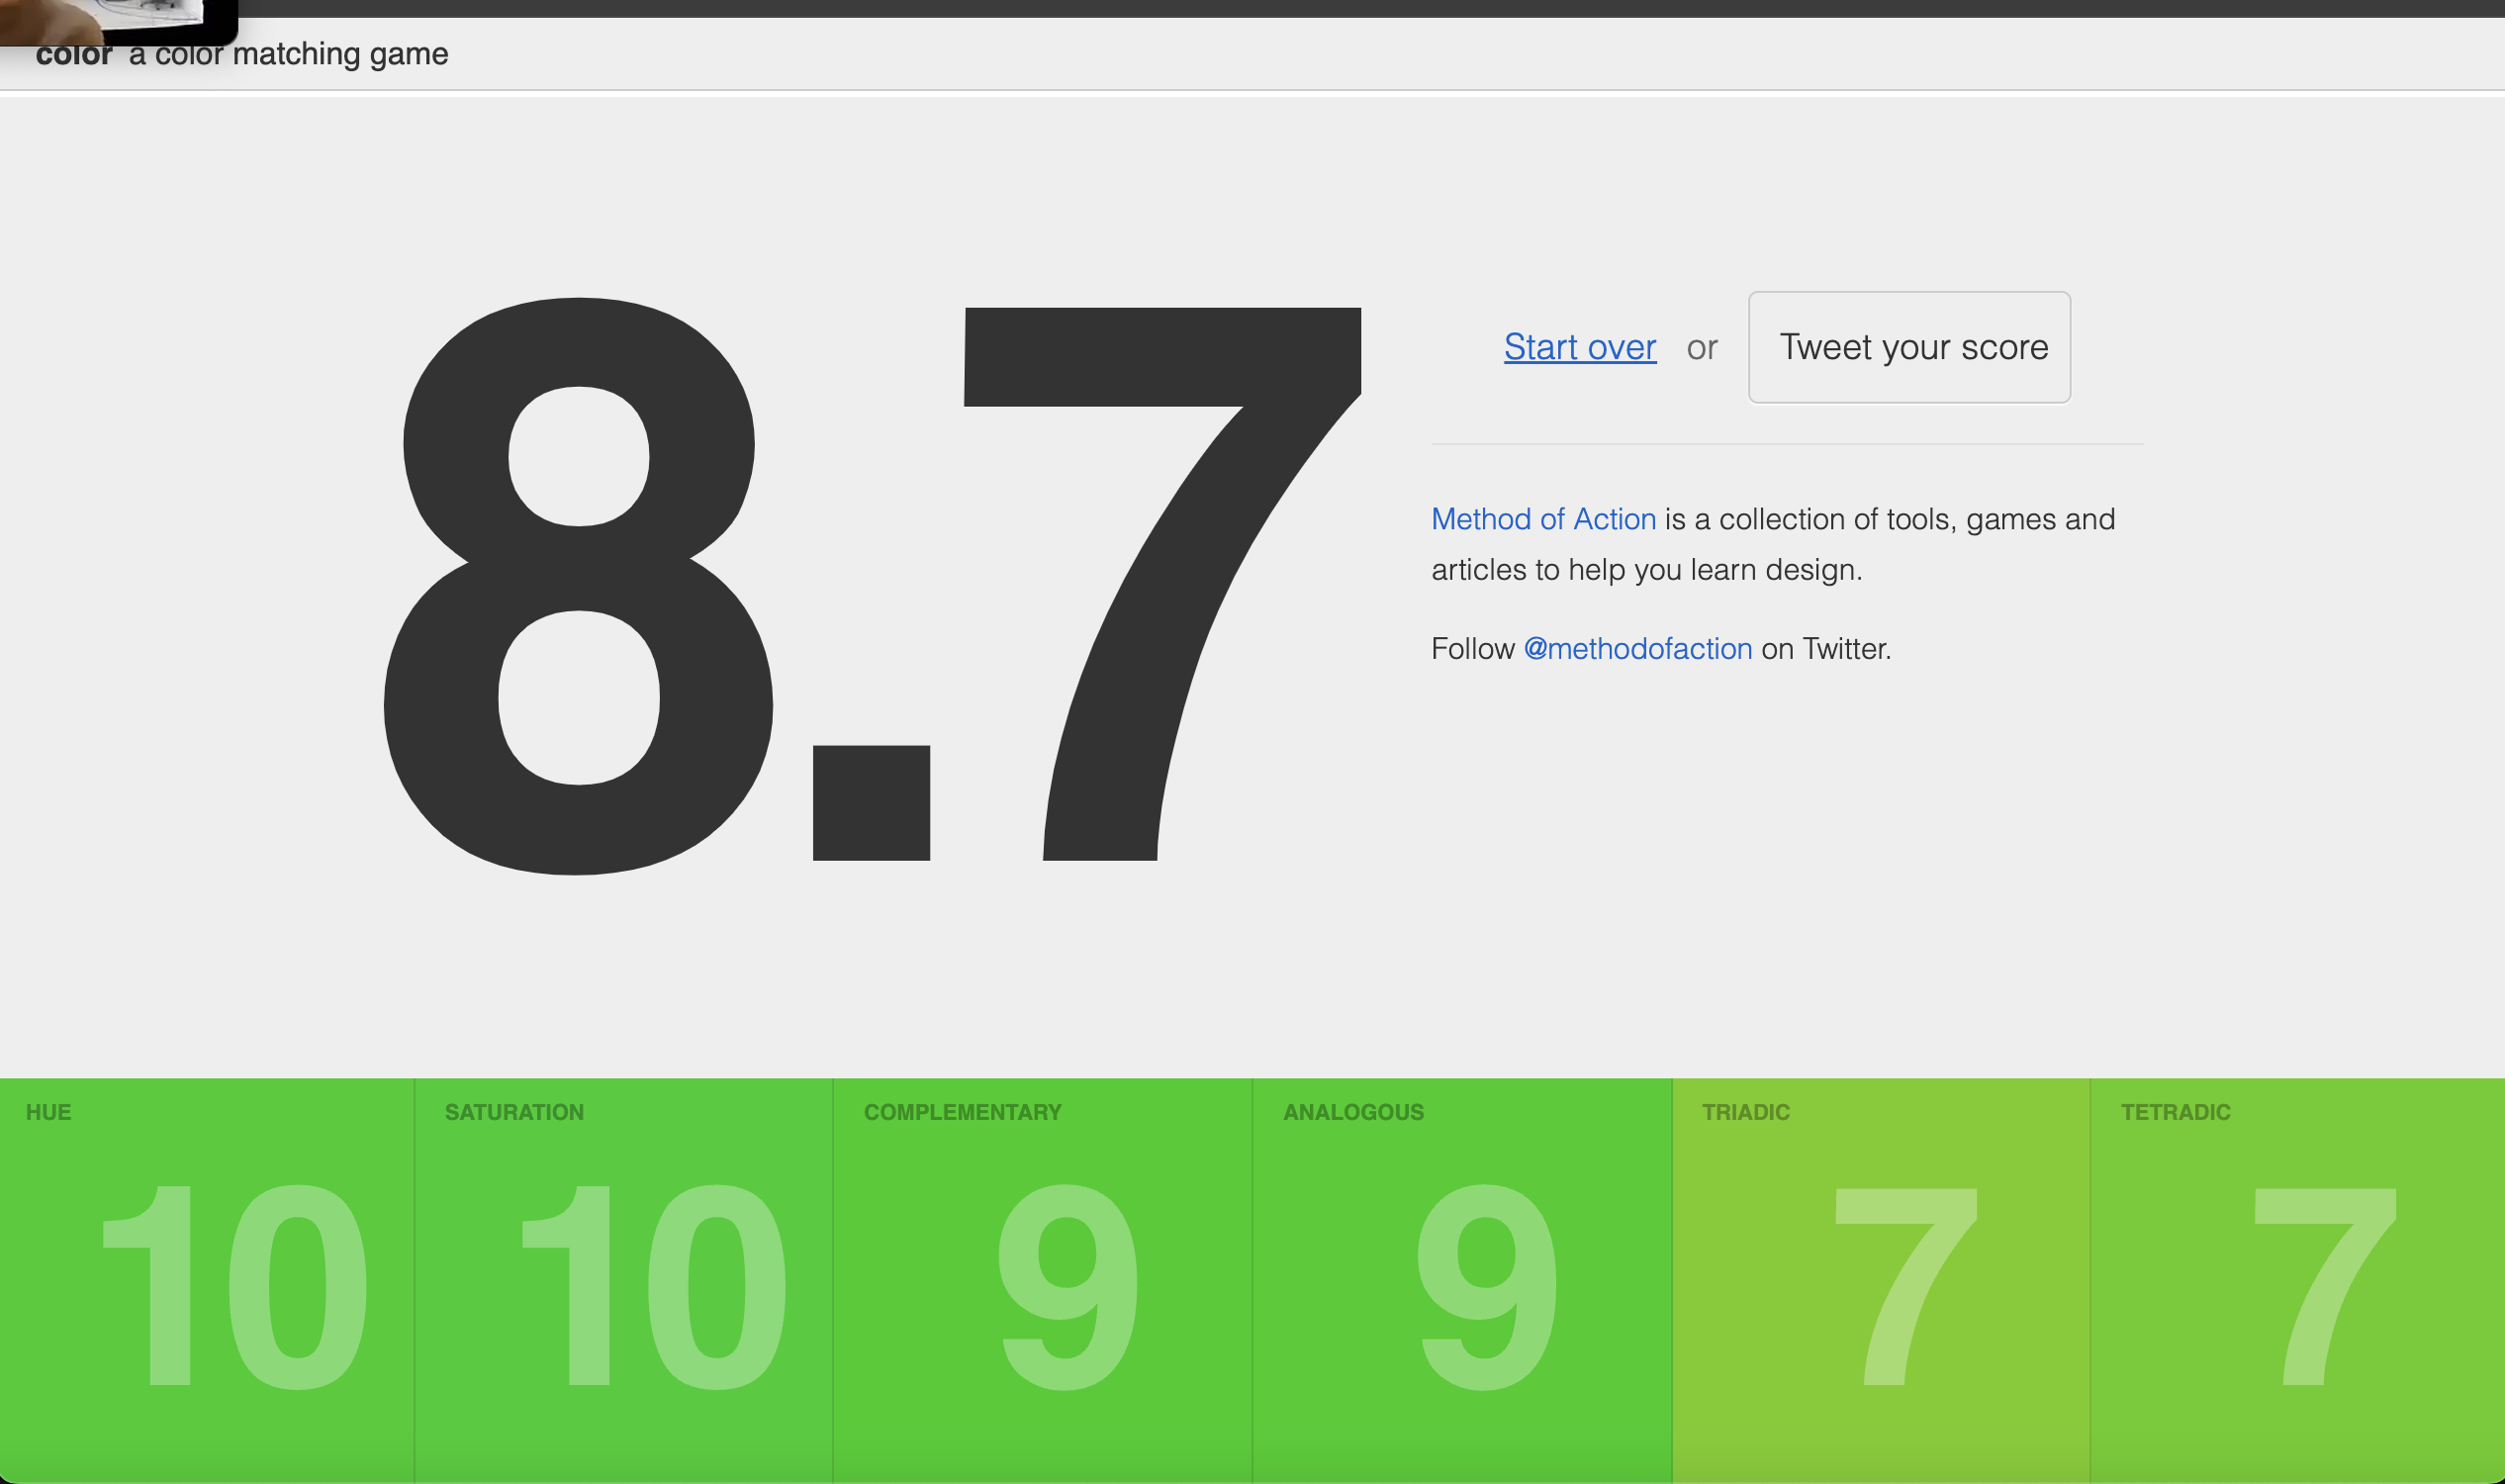 color a color matching game
8.7
Start over or Tweet your score
Method of Action is a collection of tools, games and
articles to help you learn design.
Follow @methodofaction on Twitter.
HUE SATURATION COMPLEMENTARY ANALOGOUS TRIADIC TETRADIC
10 10 9 9 7 7